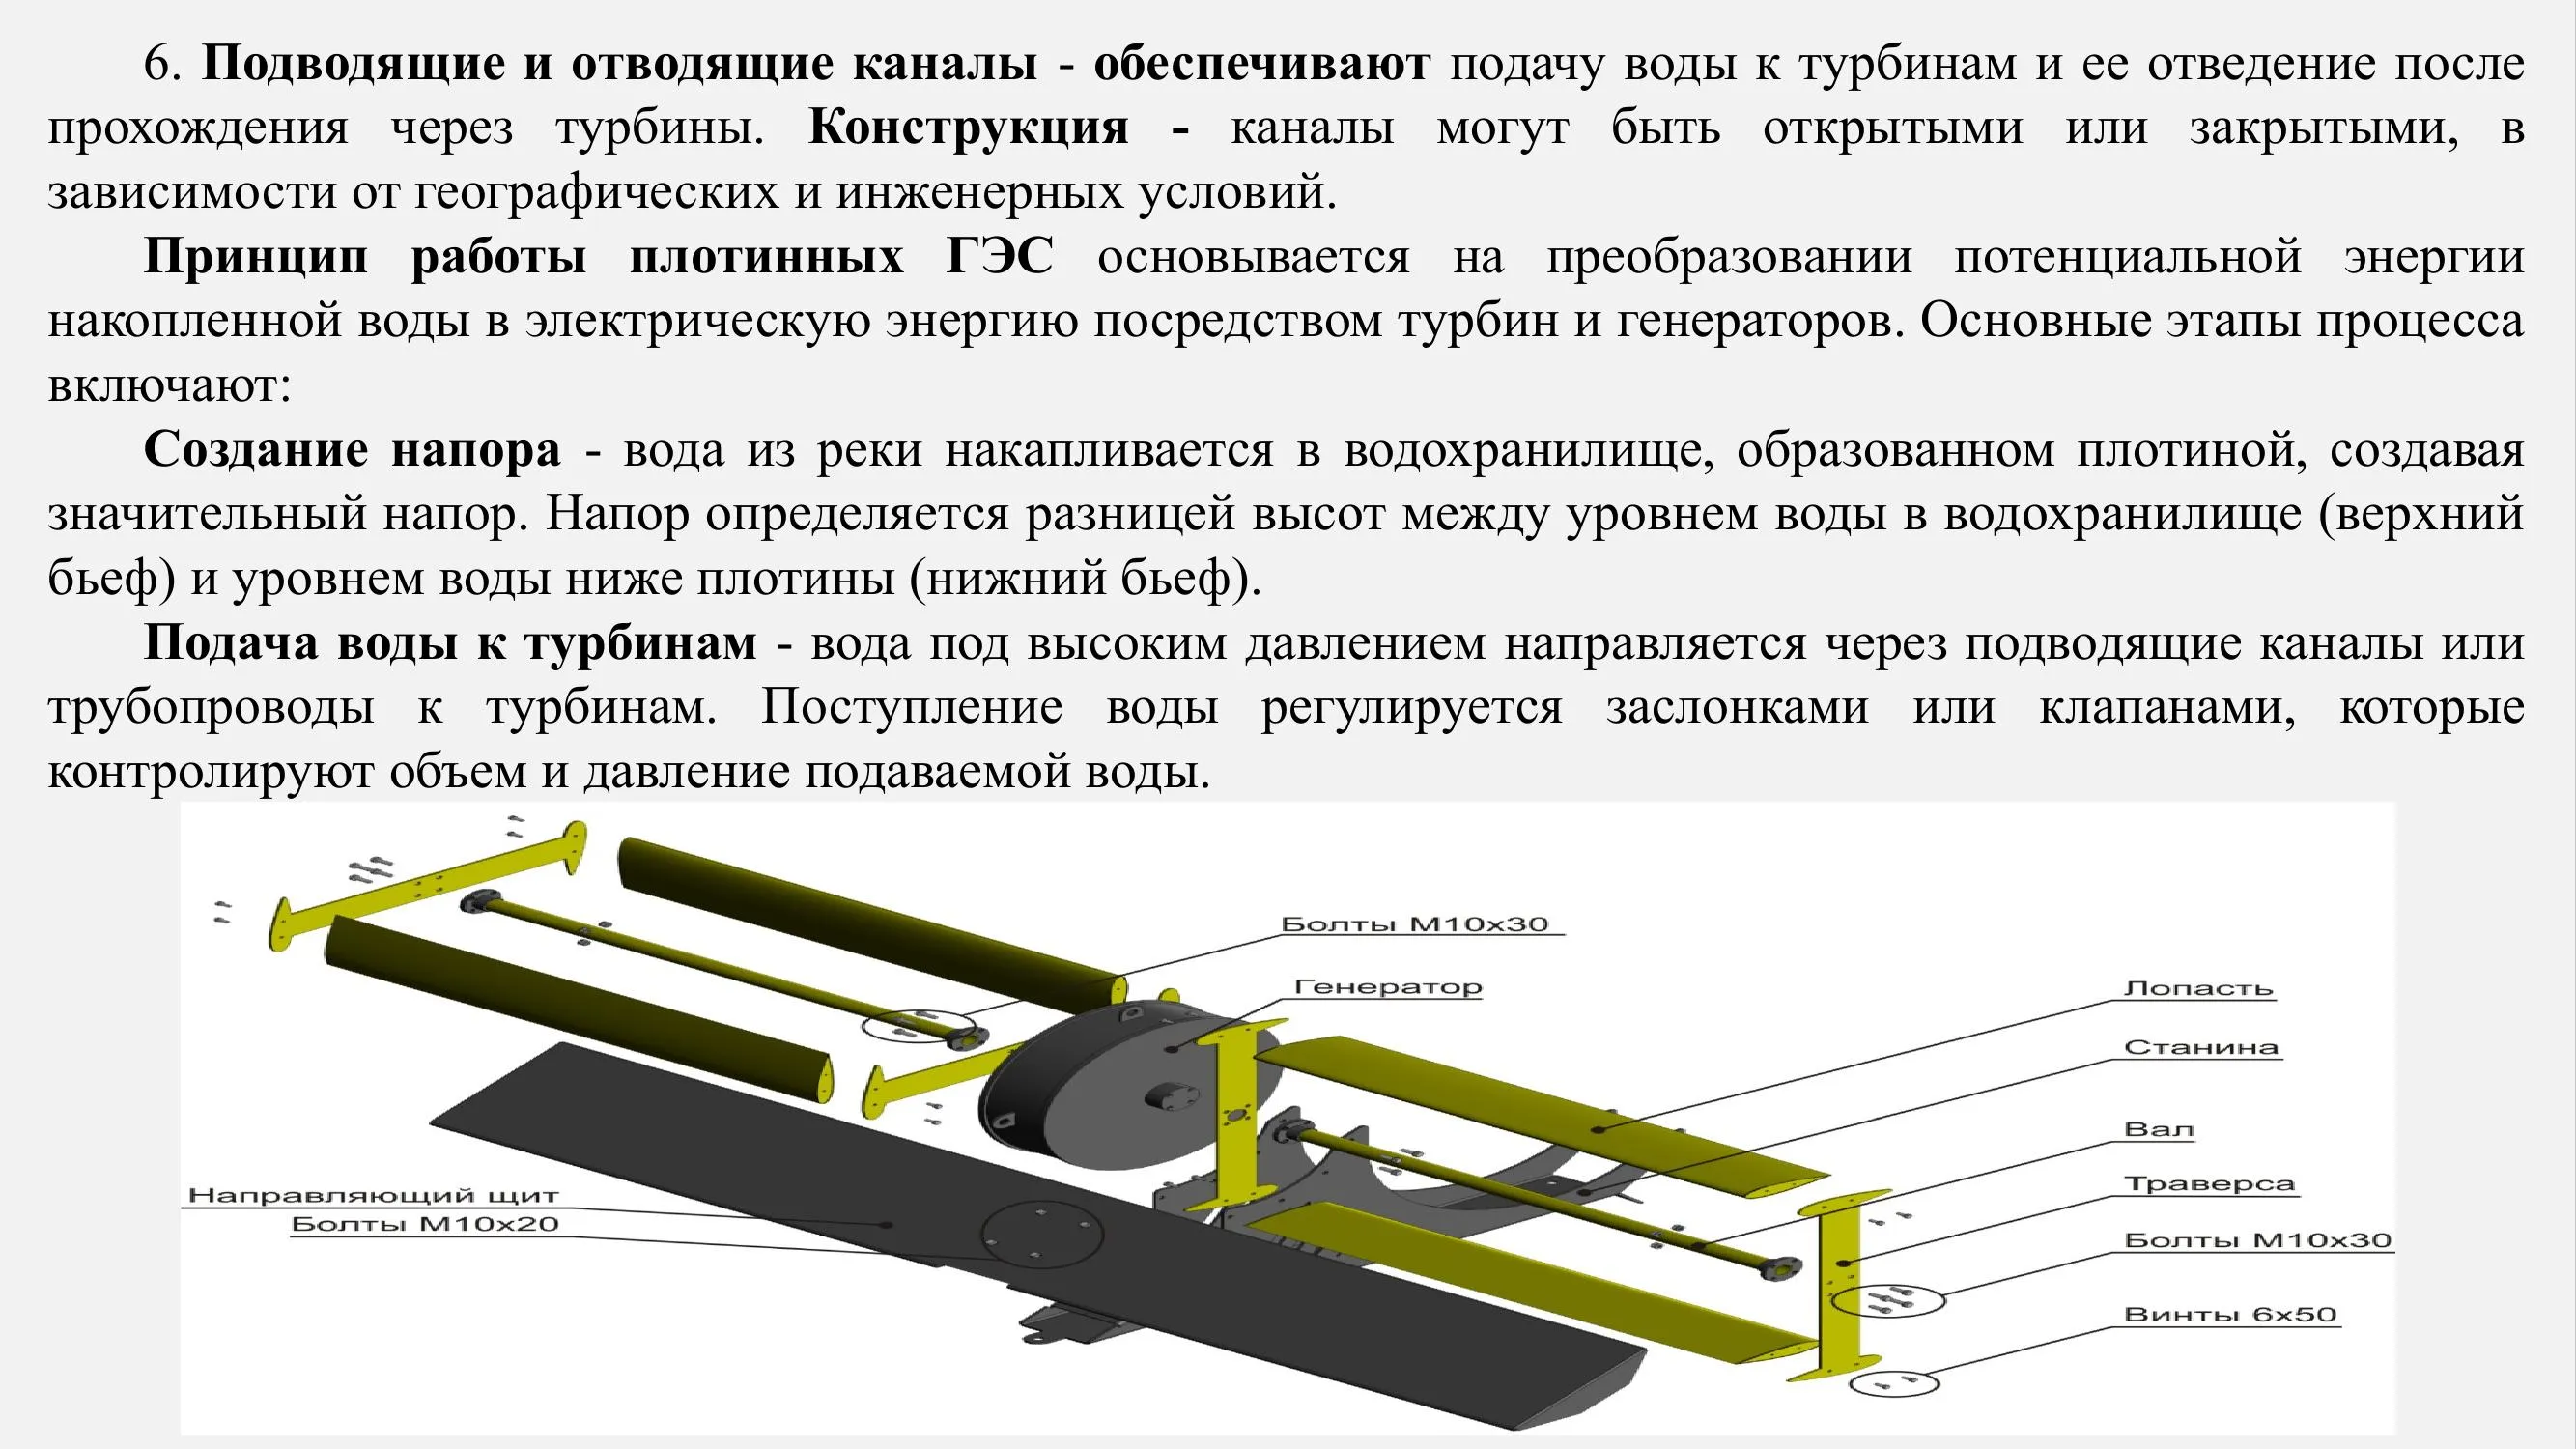 6. Подводящие и отводящие каналы - обеспечивают подачу воды к турбинам и ее отведение после
прохождения через турбины. Конструкция - каналы могут быть открытыми или закрытыми, в
зависимости от географических и инженерных условий.
Принцип работы плотинных ГЭС основывается на преобразовании потенциальной энергии
накопленной воды в электрическую энергию посредством турбин и генераторов. Основные этапы процесса
включают:
Создание напора - вода из реки накапливается в водохранилище, образованном плотиной, создавая
значительный напор. Напор определяется разницей высот между уровнем воды в водохранилище (верхний
бьеф) и уровнем воды ниже плотины (нижний бьеф).
Подача воды к турбинам - вода под высоким давлением направляется через подводящие каналы или
трубопроводы к турбинам. Поступление воды регулируется заслонками или клапанами, которые
контролируют объем и давление подаваемой воды.
Болты М10х30
Генератор
Лопасть
Станина
Вал
Траверса
Направляющий щит
Болты М10х20
Болты М10х30
Винты 6х50